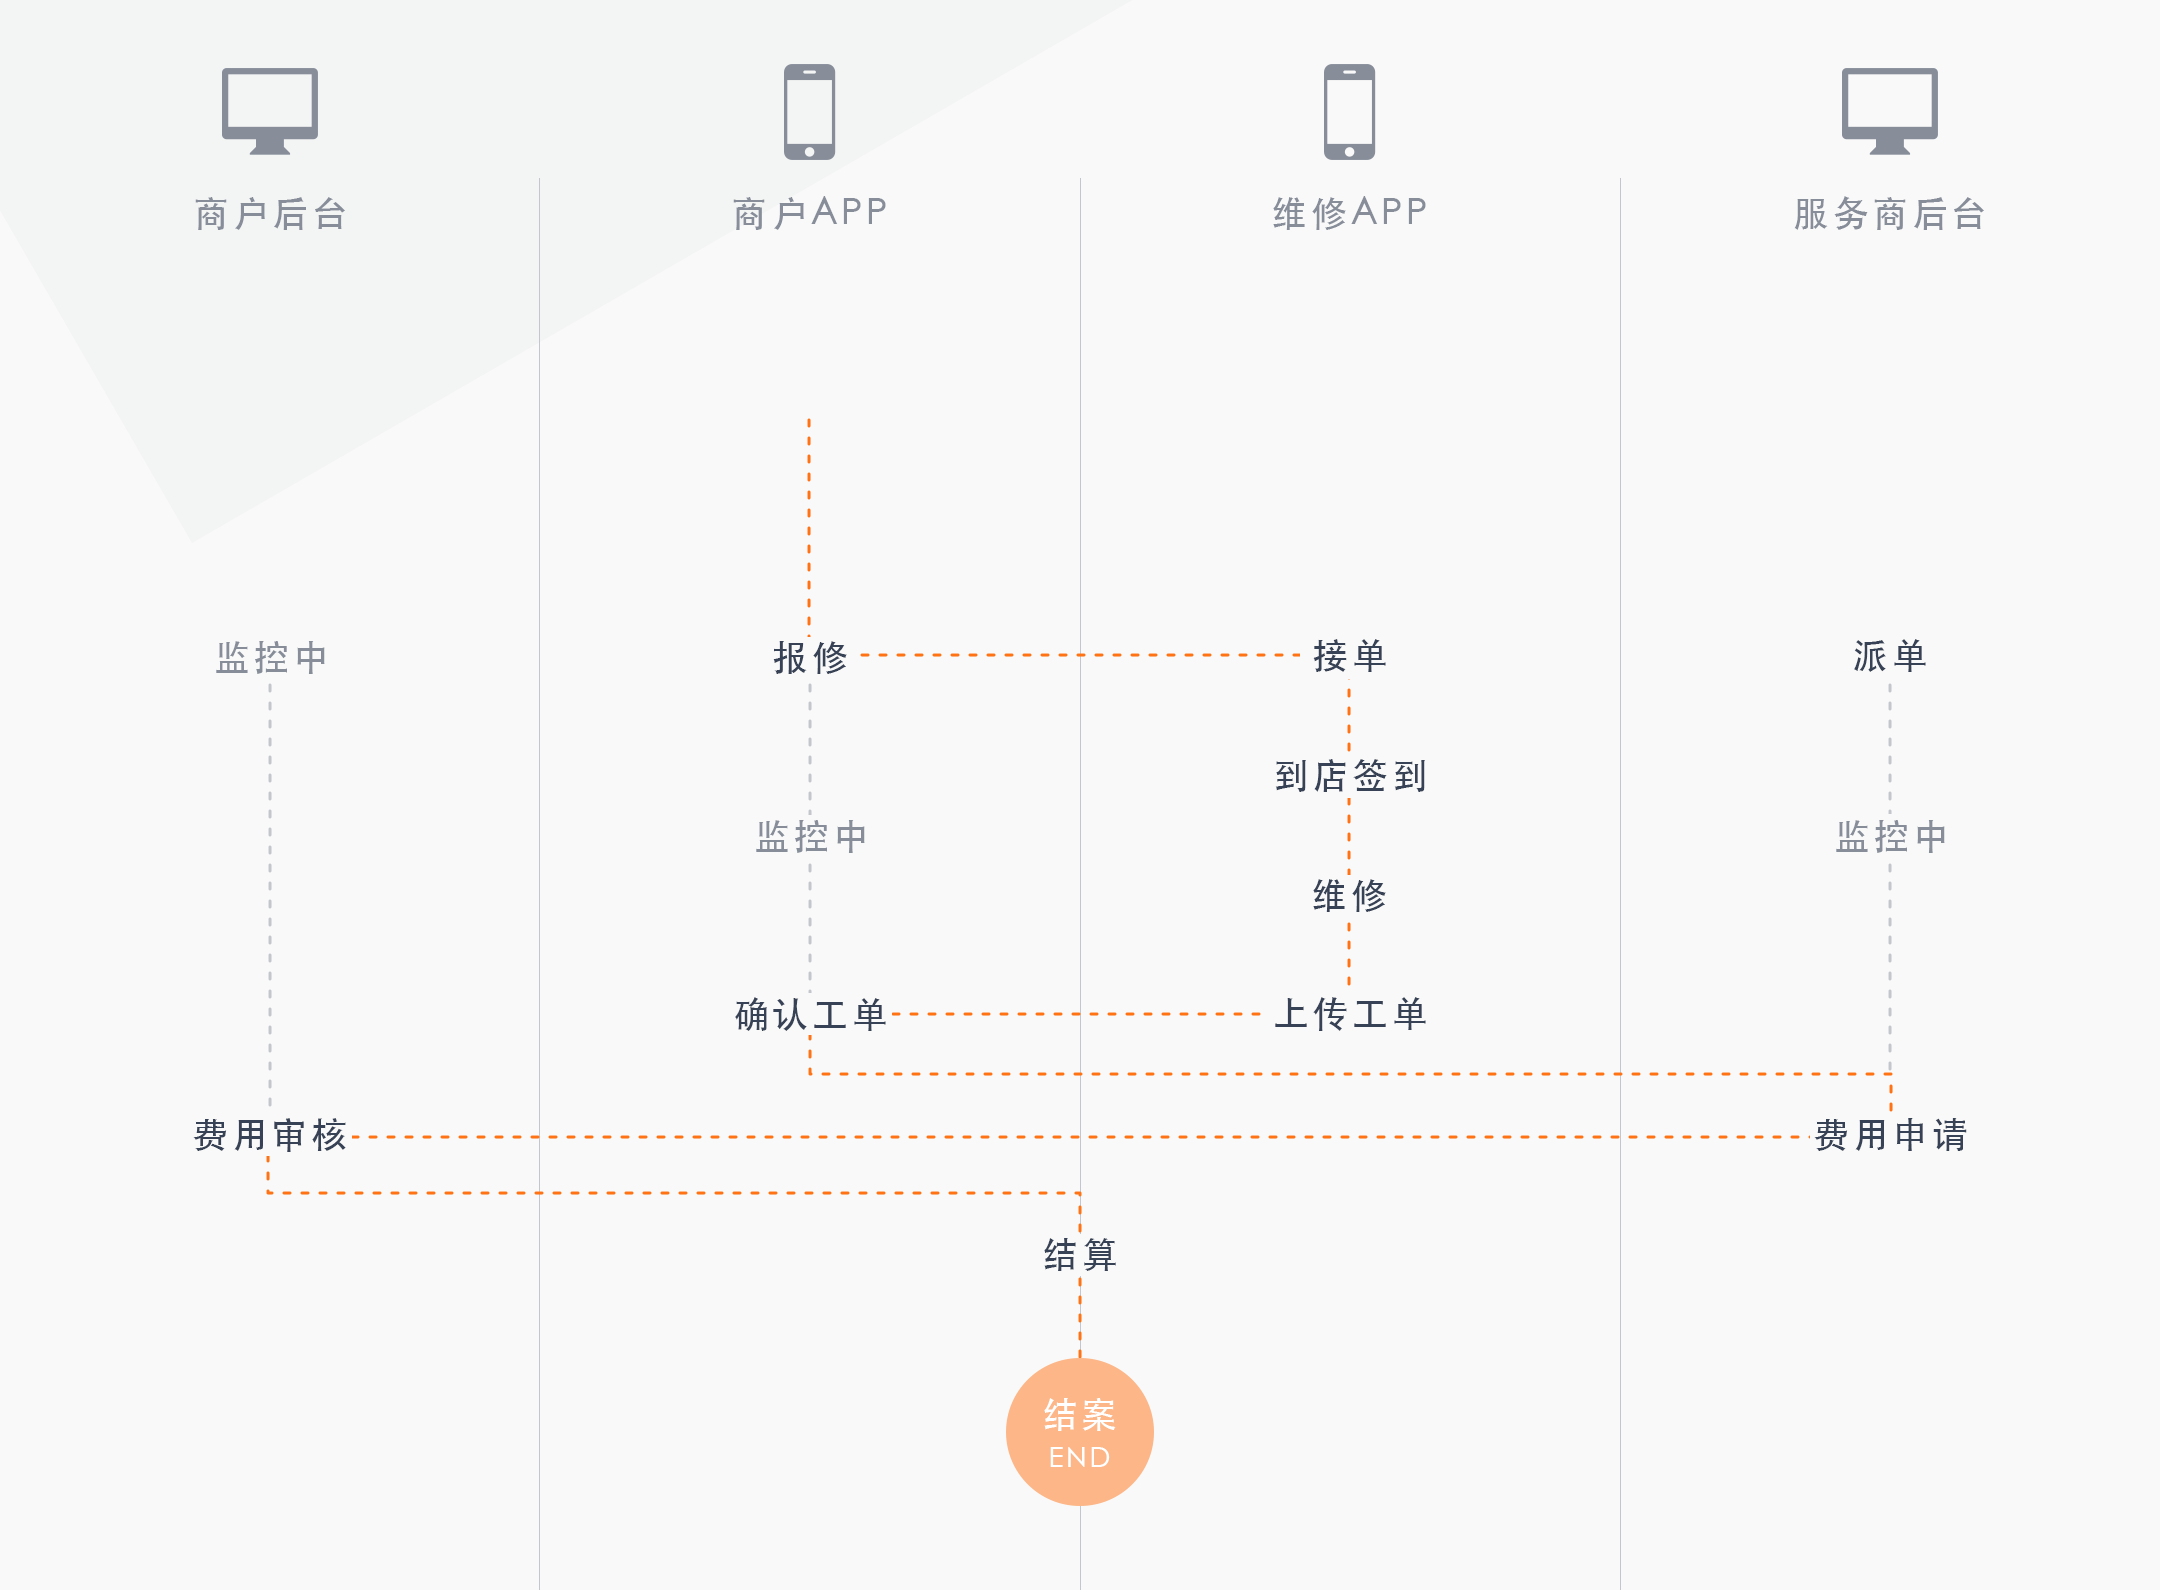 商户后台
商户APP
维修APP
服务商后台
监控中
报修
接单
派单
到店签到
监控中
监控中
维修
确认工单
上传工单
费用审核
费用申请
结算
结案
END